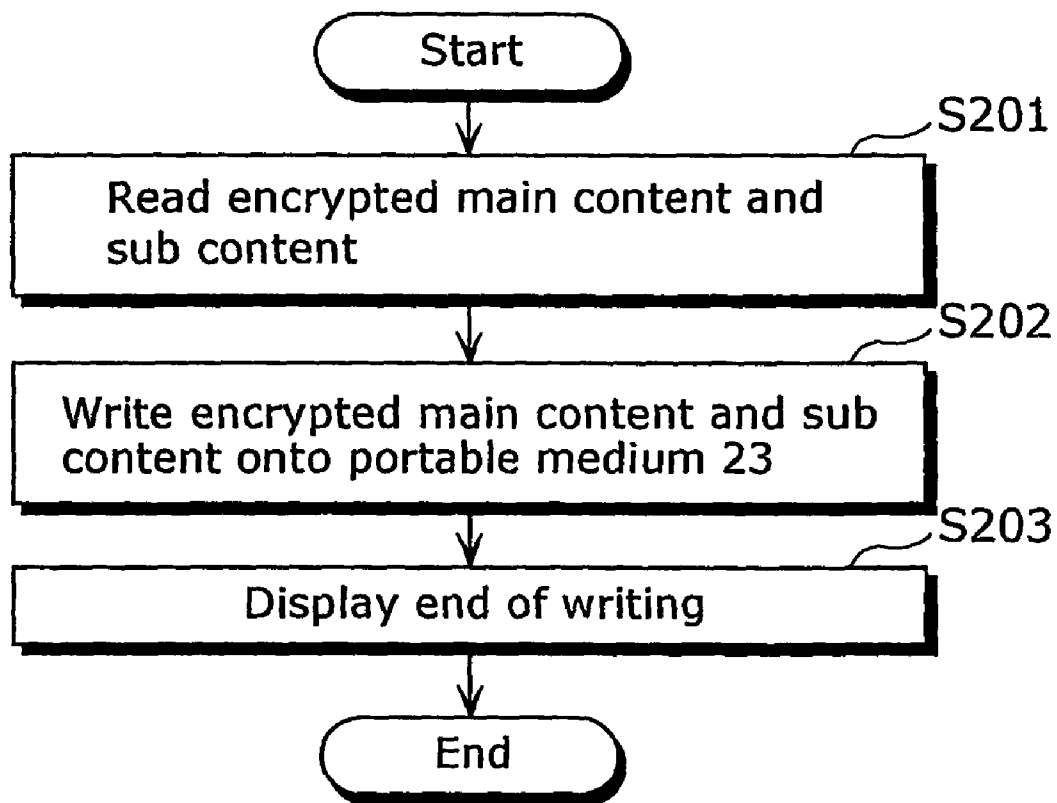 Start
S201
Read encrypted main content and
sub content
S202
Write encrypted main content and sub
content onto portable medium 23
S203
Display end of writing
End